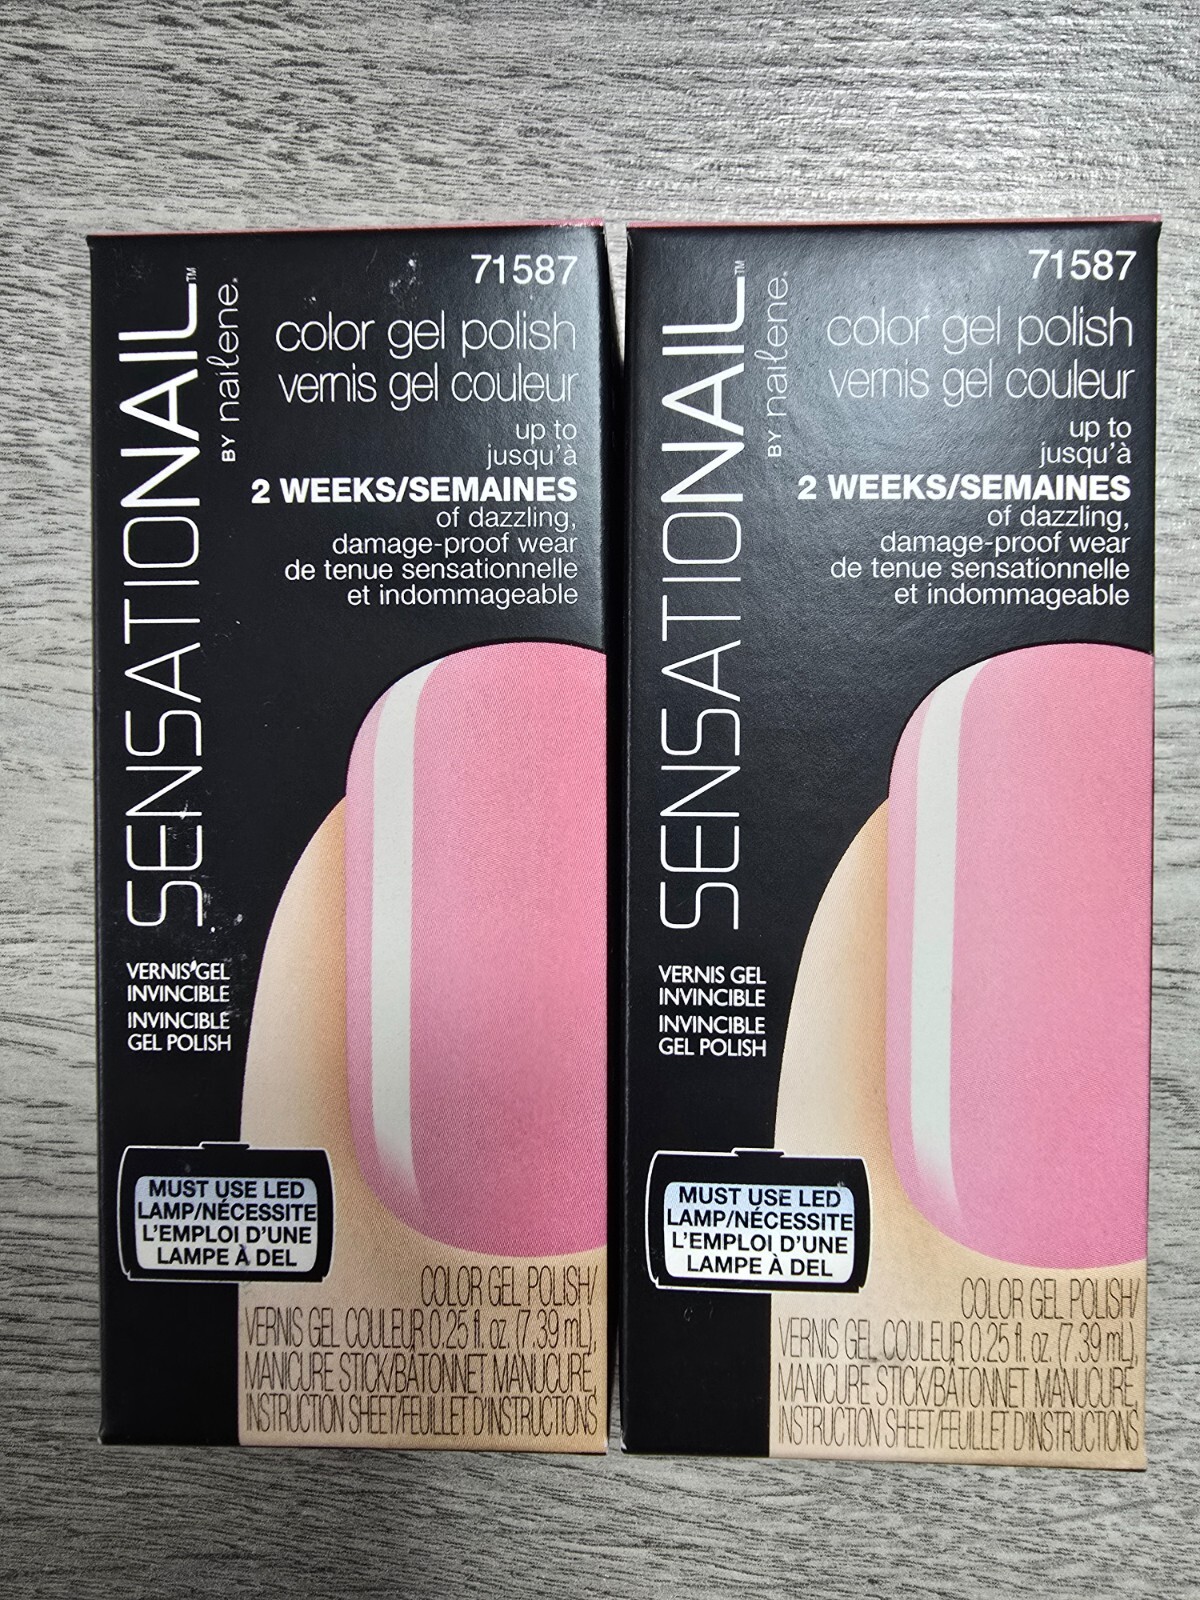 71587
SENSATIONAIL™
BY nailene.
color gel polish
vernis gel couleur
up to
jusqu'à
2 WEEKS/SEMAINES
of dazzling,
damage-proof wear
de tenue sensationnelle
et indommageable
VERNIS GEL
INVINCIBLE
INVINCIBLE
GEL POLISH
MUST USE LED
LAMP/NÉCESSITE
L'EMPLOI D'UNE
LAMPE À DEL
COLOR GEL POLISH/
VERNIS GEL COULEUR 0.25 fl. oz. (7.39 mL),
MANICURE STICK/BÂTONNET MANUCURE,
INSTRUCTION SHEET/FEUILLET D'INSTRUCTIONS
71587
SENSATIONAIL™
BY nailene.
color gel polish
vernis gel couleur
up to
jusqu'à
2 WEEKS/SEMAINES
of dazzling,
damage-proof wear
de tenue sensationnelle
et indommageable
VERNIS GEL
INVINCIBLE
INVINCIBLE
GEL POLISH
MUST USE LED
LAMP/NÉCESSITE
L'EMPLOI D'UNE
LAMPE À DEL
COLOR GEL POLISH/
VERNIS GEL COULEUR 0.25 fl. oz. (7.39 mL),
MANICURE STICK/BÂTONNET MANUCURE,
INSTRUCTION SHEET/FEUILLET D'INSTRUCTIONS